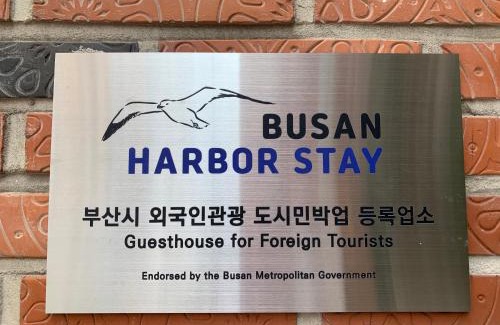 BUSAN
HARBOR STAY
부산시 외국인관광 도시민박업 등록업소
Guesthouse for Foreign Tourists
Endorsed by the Busan Metropolitan Government